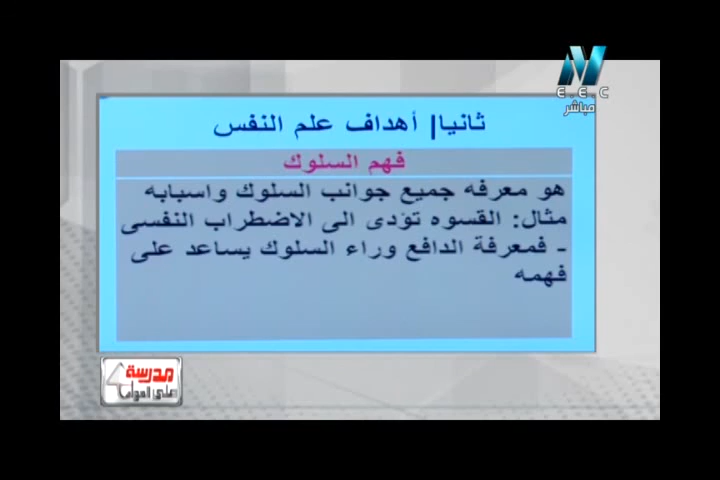 E.E.C
مباشر
ثانيا| أهداف علم النفس
فهم السلوك
هو معرفه جميع جوانب السلوك واسبابه
مثال: القسوه تؤدى الى الاضطراب النفسى
- فمعرفة الدافع وراء السلوك يساعد على
فهمه
مدرسة
على الهواء